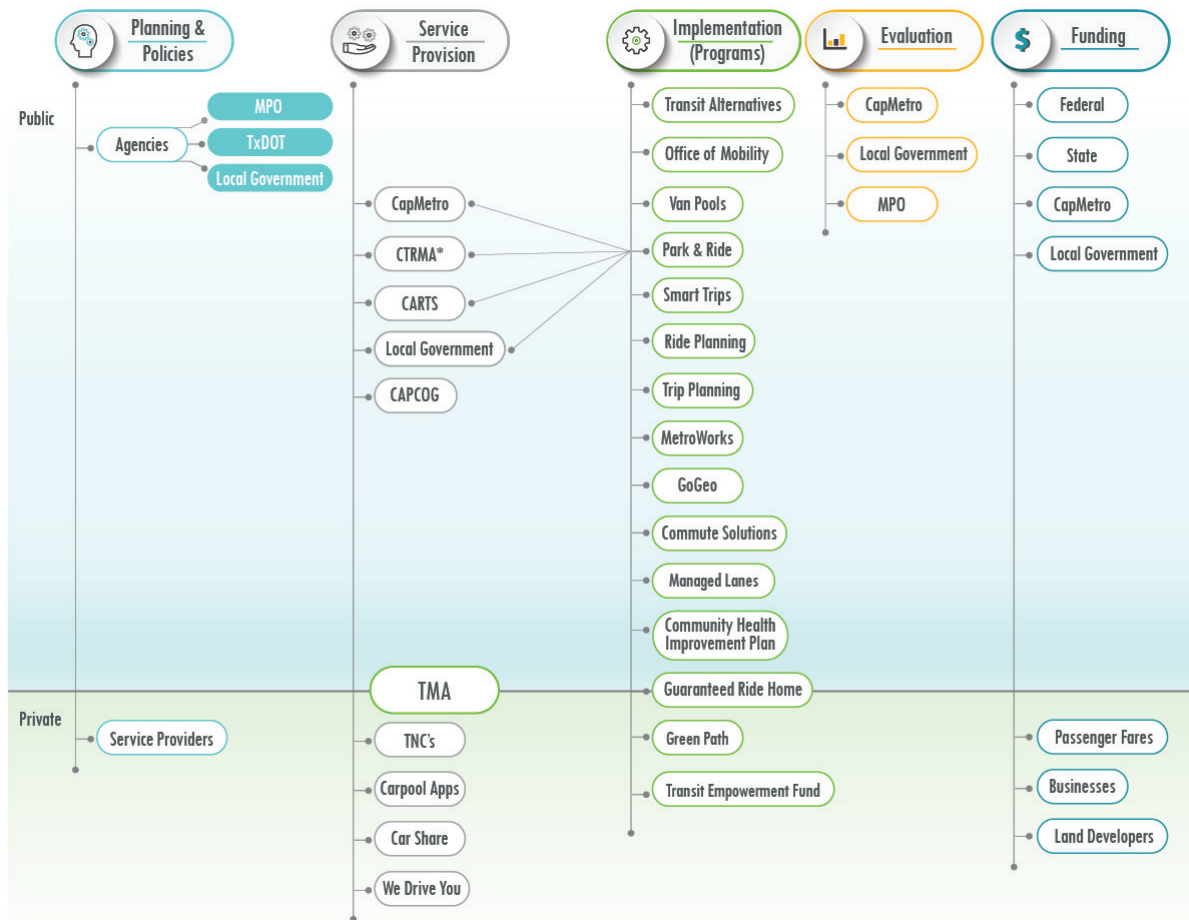 Planning &
Policies
Service
Provision
Implementation
(Programs)
Evaluation
$
Funding
Public
Agencies
MPO
TxDOT
Local Government
CapMetro
CTRMA*
CARTS
Local Government
CAPCOG
Transit Alternatives
Office of Mobility
Van Pools
Park & Ride
Smart Trips
Ride Planning
Trip Planning
MetroWorks
GoGeo
Commute Solutions
Managed Lanes
Community Health
Improvement Plan
CapMetro
Local Government
MPO
Federal
State
CapMetro
Local Government
TMA
Guaranteed Ride Home
Private
Service Providers
TNC's
Carpool Apps
Car Share
We Drive You
Green Path
Transit Empowerment Fund
Passenger Fares
Businesses
Land Developers